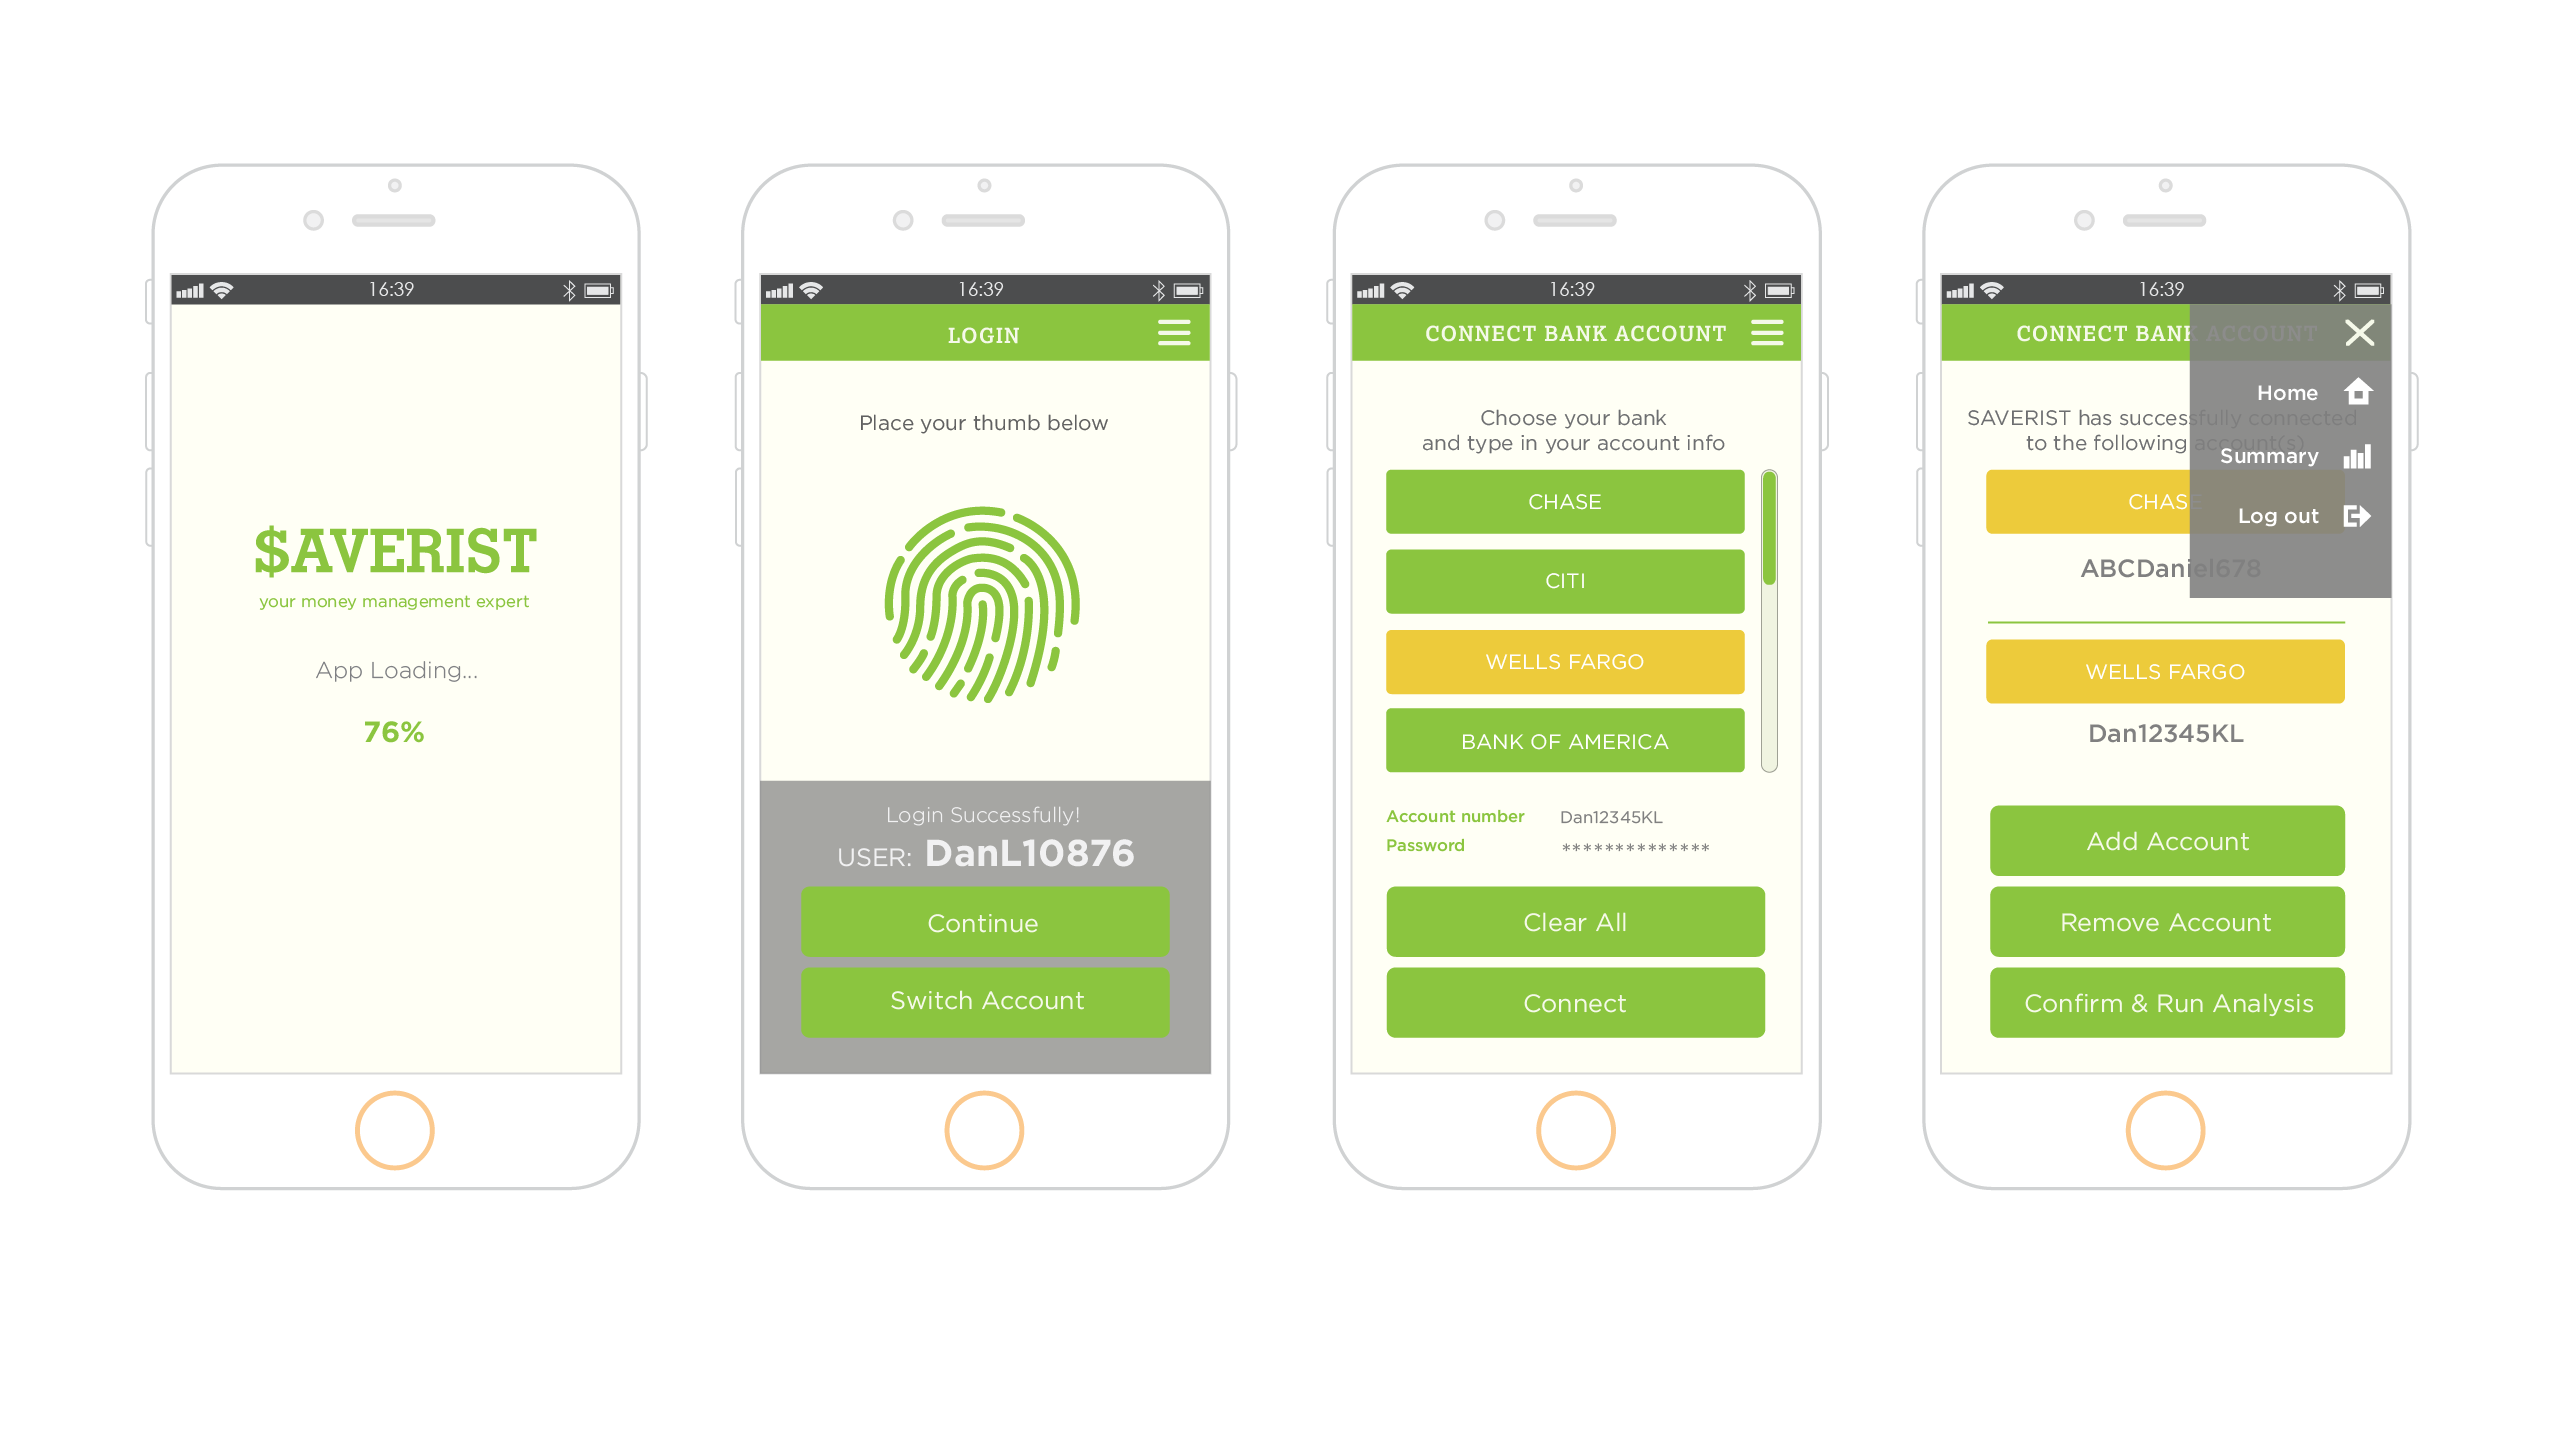 16:39
$AVERIST
your money management expert
App Loading...
76%
16:39
LOGIN
Place your thumb below
Login Successfully!
USER: DanL10876
Continue
Switch Account
16:39
CONNECT BANK ACCOUNT
Choose your bank
and type in your account info
CHASE
CITI
WELLS FARGO
BANK OF AMERICA
Account number Dan12345KL
Password **************
Clear All
Connect
16:39
CONNECT BANK ACCOUNT
Home
SAVERIST has successfully connected
to the following account(s)
Summary
CHASE
Log out
ABCDaniel678
WELLS FARGO
Dan12345KL
Add Account
Remove Account
Confirm & Run Analysis